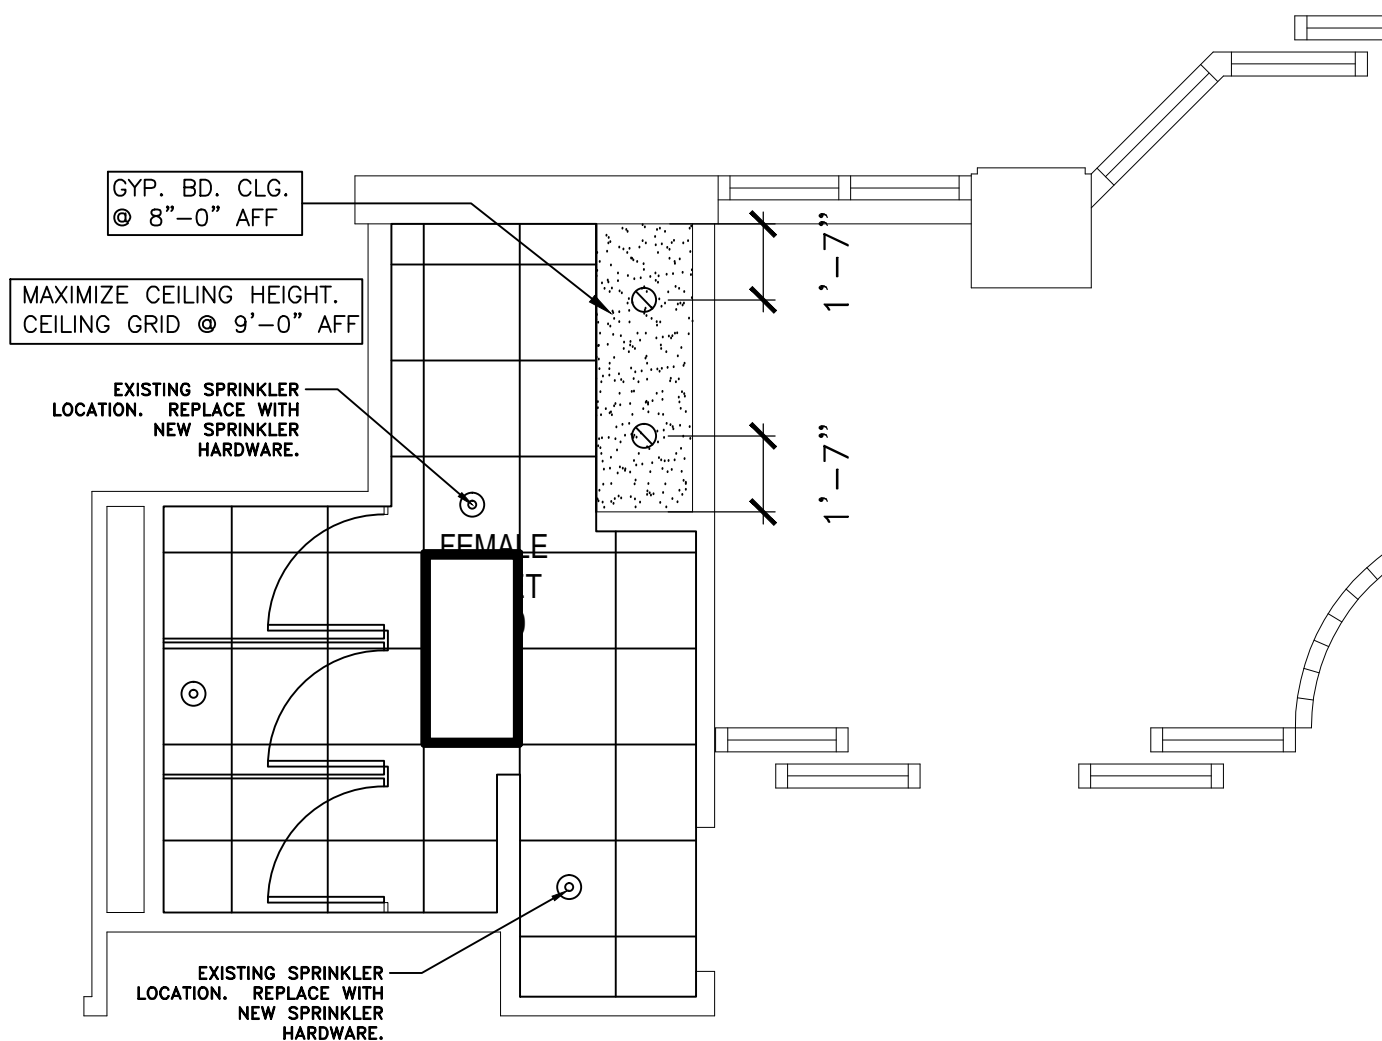 GYP. BD. CLG.
@ 8"-0" AFF
MAXIMIZE CEILING HEIGHT.
CEILING GRID @ 9'-0" AFF
EXISTING SPRINKLER
LOCATION. REPLACE WITH
NEW SPRINKLER
HARDWARE.
1'-7"
1'-7"
FEMALE
EXISTING SPRINKLER
LOCATION. REPLACE WITH
NEW SPRINKLER
HARDWARE.